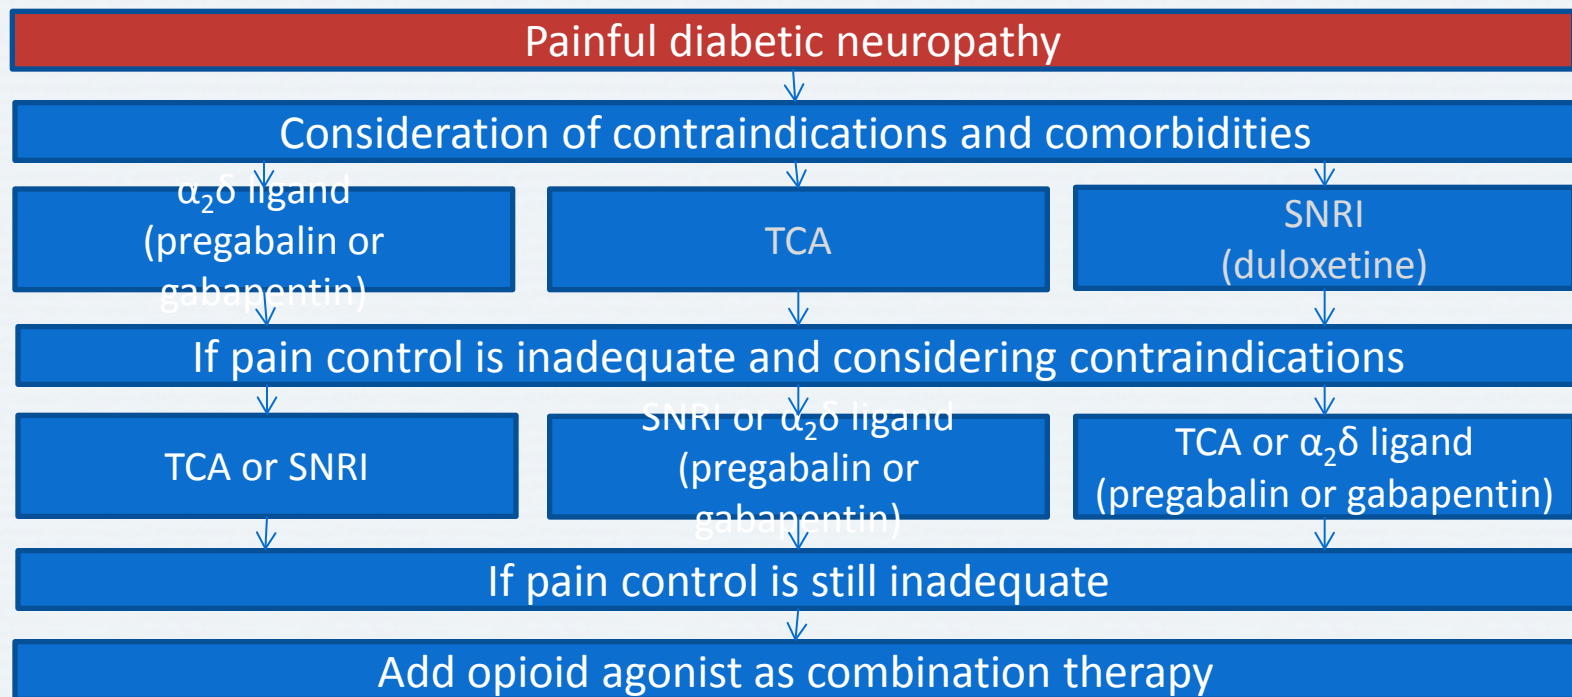 Painful diabetic neuropathy
Consideration of contraindications and comorbidities
α₂δ ligand
(pregabalin or
gabapentin)
TCA
SNRI
(duloxetine)
If pain control is inadequate and considering contraindications
TCA or SNRI
SNRI or α₂δ ligand
(pregabalin or
gabapentin)
TCA or α₂δ ligand
(pregabalin or gabapentin)
If pain control is still inadequate
Add opioid agonist as combination therapy